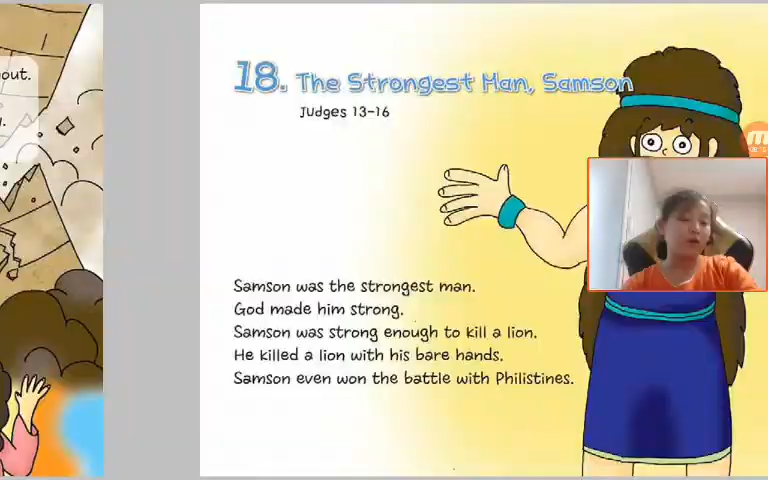 out.
18. The Strongest Man, Samson
Judges 13-16
Samson was the strongest man.
God made him strong.
Samson was strong enough to kill a lion.
He killed a lion with his bare hands.
Samson even won the battle with Philistines.